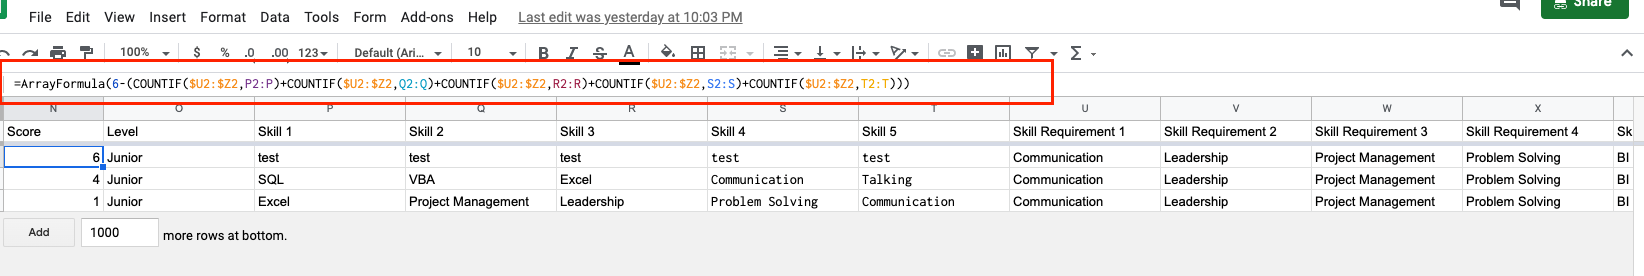 File Edit View Insert Format Data Tools Form Add-ons Help Last edit was yesterday at 10:03 PM Share
100% $ % .0 .00 123 Default (Ari... 10 B I S A Σ
=ArrayFormula(6-(COUNTIF($U2:$Z2,P2:P)+COUNTIF($U2:$Z2,Q2:Q)+COUNTIF($U2:$Z2,R2:R)+COUNTIF($U2:$Z2,S2:S)+COUNTIF($U2:$Z2,T2:T)))
N O P Q R S T U V W X
Score Level Skill 1 Skill 2 Skill 3 Skill 4 Skill 5 Skill Requirement 1 Skill Requirement 2 Skill Requirement 3 Skill Requirement 4 Sk
6 Junior test test test test test Communication Leadership Project Management Problem Solving BI
4 Junior SQL VBA Excel Communication Talking Communication Leadership Project Management Problem Solving BI
1 Junior Excel Project Management Leadership Problem Solving Communication Communication Leadership Project Management Problem Solving BI
Add 1000 more rows at bottom.